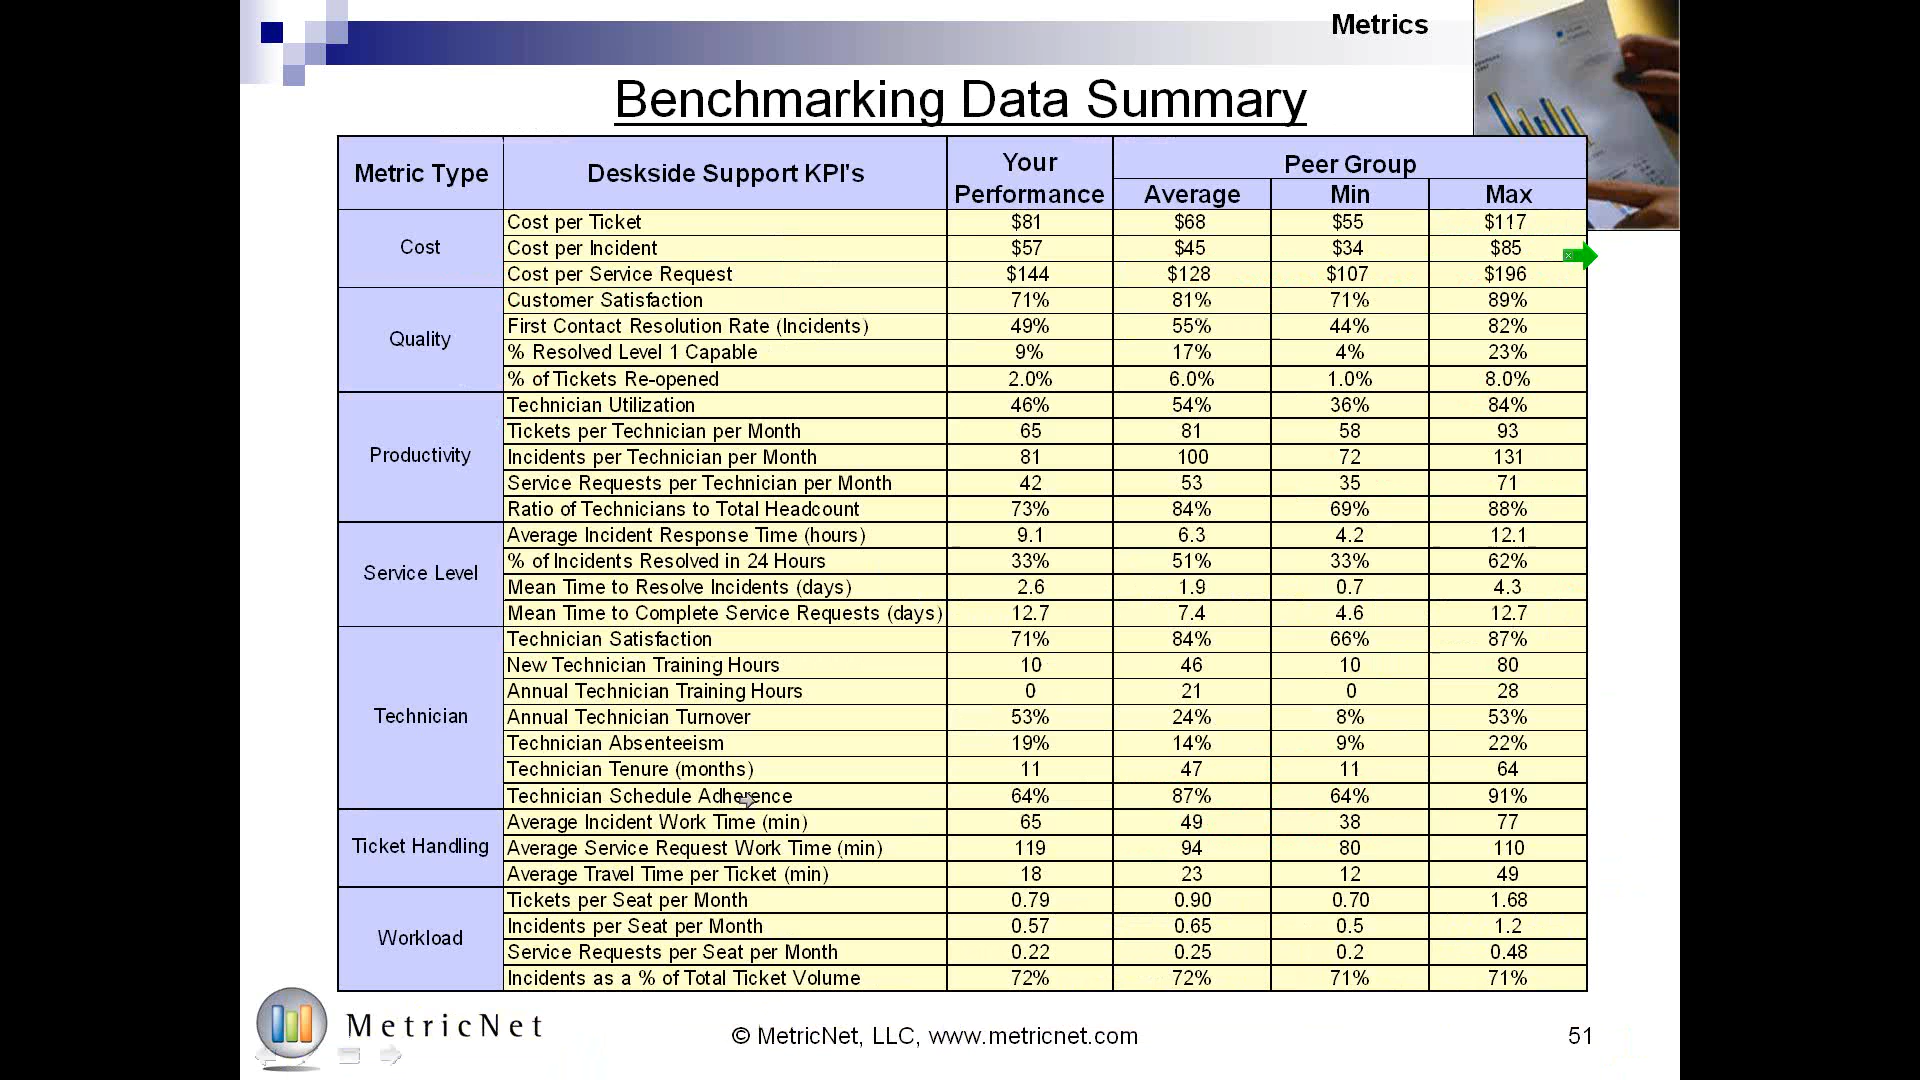 Metrics
Benchmarking Data Summary
Metric Type Deskside Support KPI's Your Performance Peer Group
Average Min Max
Cost
Cost per Ticket $81 $68 $55 $117
Cost per Incident $57 $45 $34 $85
Cost per Service Request $144 $128 $107 $196
Quality
Customer Satisfaction 71% 81% 71% 89%
First Contact Resolution Rate (Incidents) 49% 55% 44% 82%
% Resolved Level 1 Capable 9% 17% 4% 23%
% of Tickets Re-opened 2.0% 6.0% 1.0% 8.0%
Productivity
Technician Utilization 46% 54% 36% 84%
Tickets per Technician per Month 65 81 58 93
Incidents per Technician per Month 81 100 72 131
Service Requests per Technician per Month 42 53 35 71
Ratio of Technicians to Total Headcount 73% 84% 69% 88%
Service Level
Average Incident Response Time (hours) 9.1 6.3 4.2 12.1
% of Incidents Resolved in 24 Hours 33% 51% 33% 62%
Mean Time to Resolve Incidents (days) 2.6 1.9 0.7 4.3
Mean Time to Complete Service Requests (days) 12.7 7.4 4.6 12.7
Technician
Technician Satisfaction 71% 84% 66% 87%
New Technician Training Hours 10 46 10 80
Annual Technician Training Hours 0 21 0 28
Annual Technician Turnover 53% 24% 8% 53%
Technician Absenteeism 19% 14% 9% 22%
Technician Tenure (months) 11 47 11 64
Technician Schedule Adherence 64% 87% 64% 91%
Ticket Handling
Average Incident Work Time (min) 65 49 38 77
Average Service Request Work Time (min) 119 94 80 110
Average Travel Time per Ticket (min) 18 23 12 49
Workload
Tickets per Seat per Month 0.79 0.90 0.70 1.68
Incidents per Seat per Month 0.57 0.65 0.5 1.2
Service Requests per Seat per Month 0.22 0.25 0.2 0.48
Incidents as a % of Total Ticket Volume 72% 72% 71% 71%
MetricNet
© MetricNet, LLC, www.metricnet.com
51